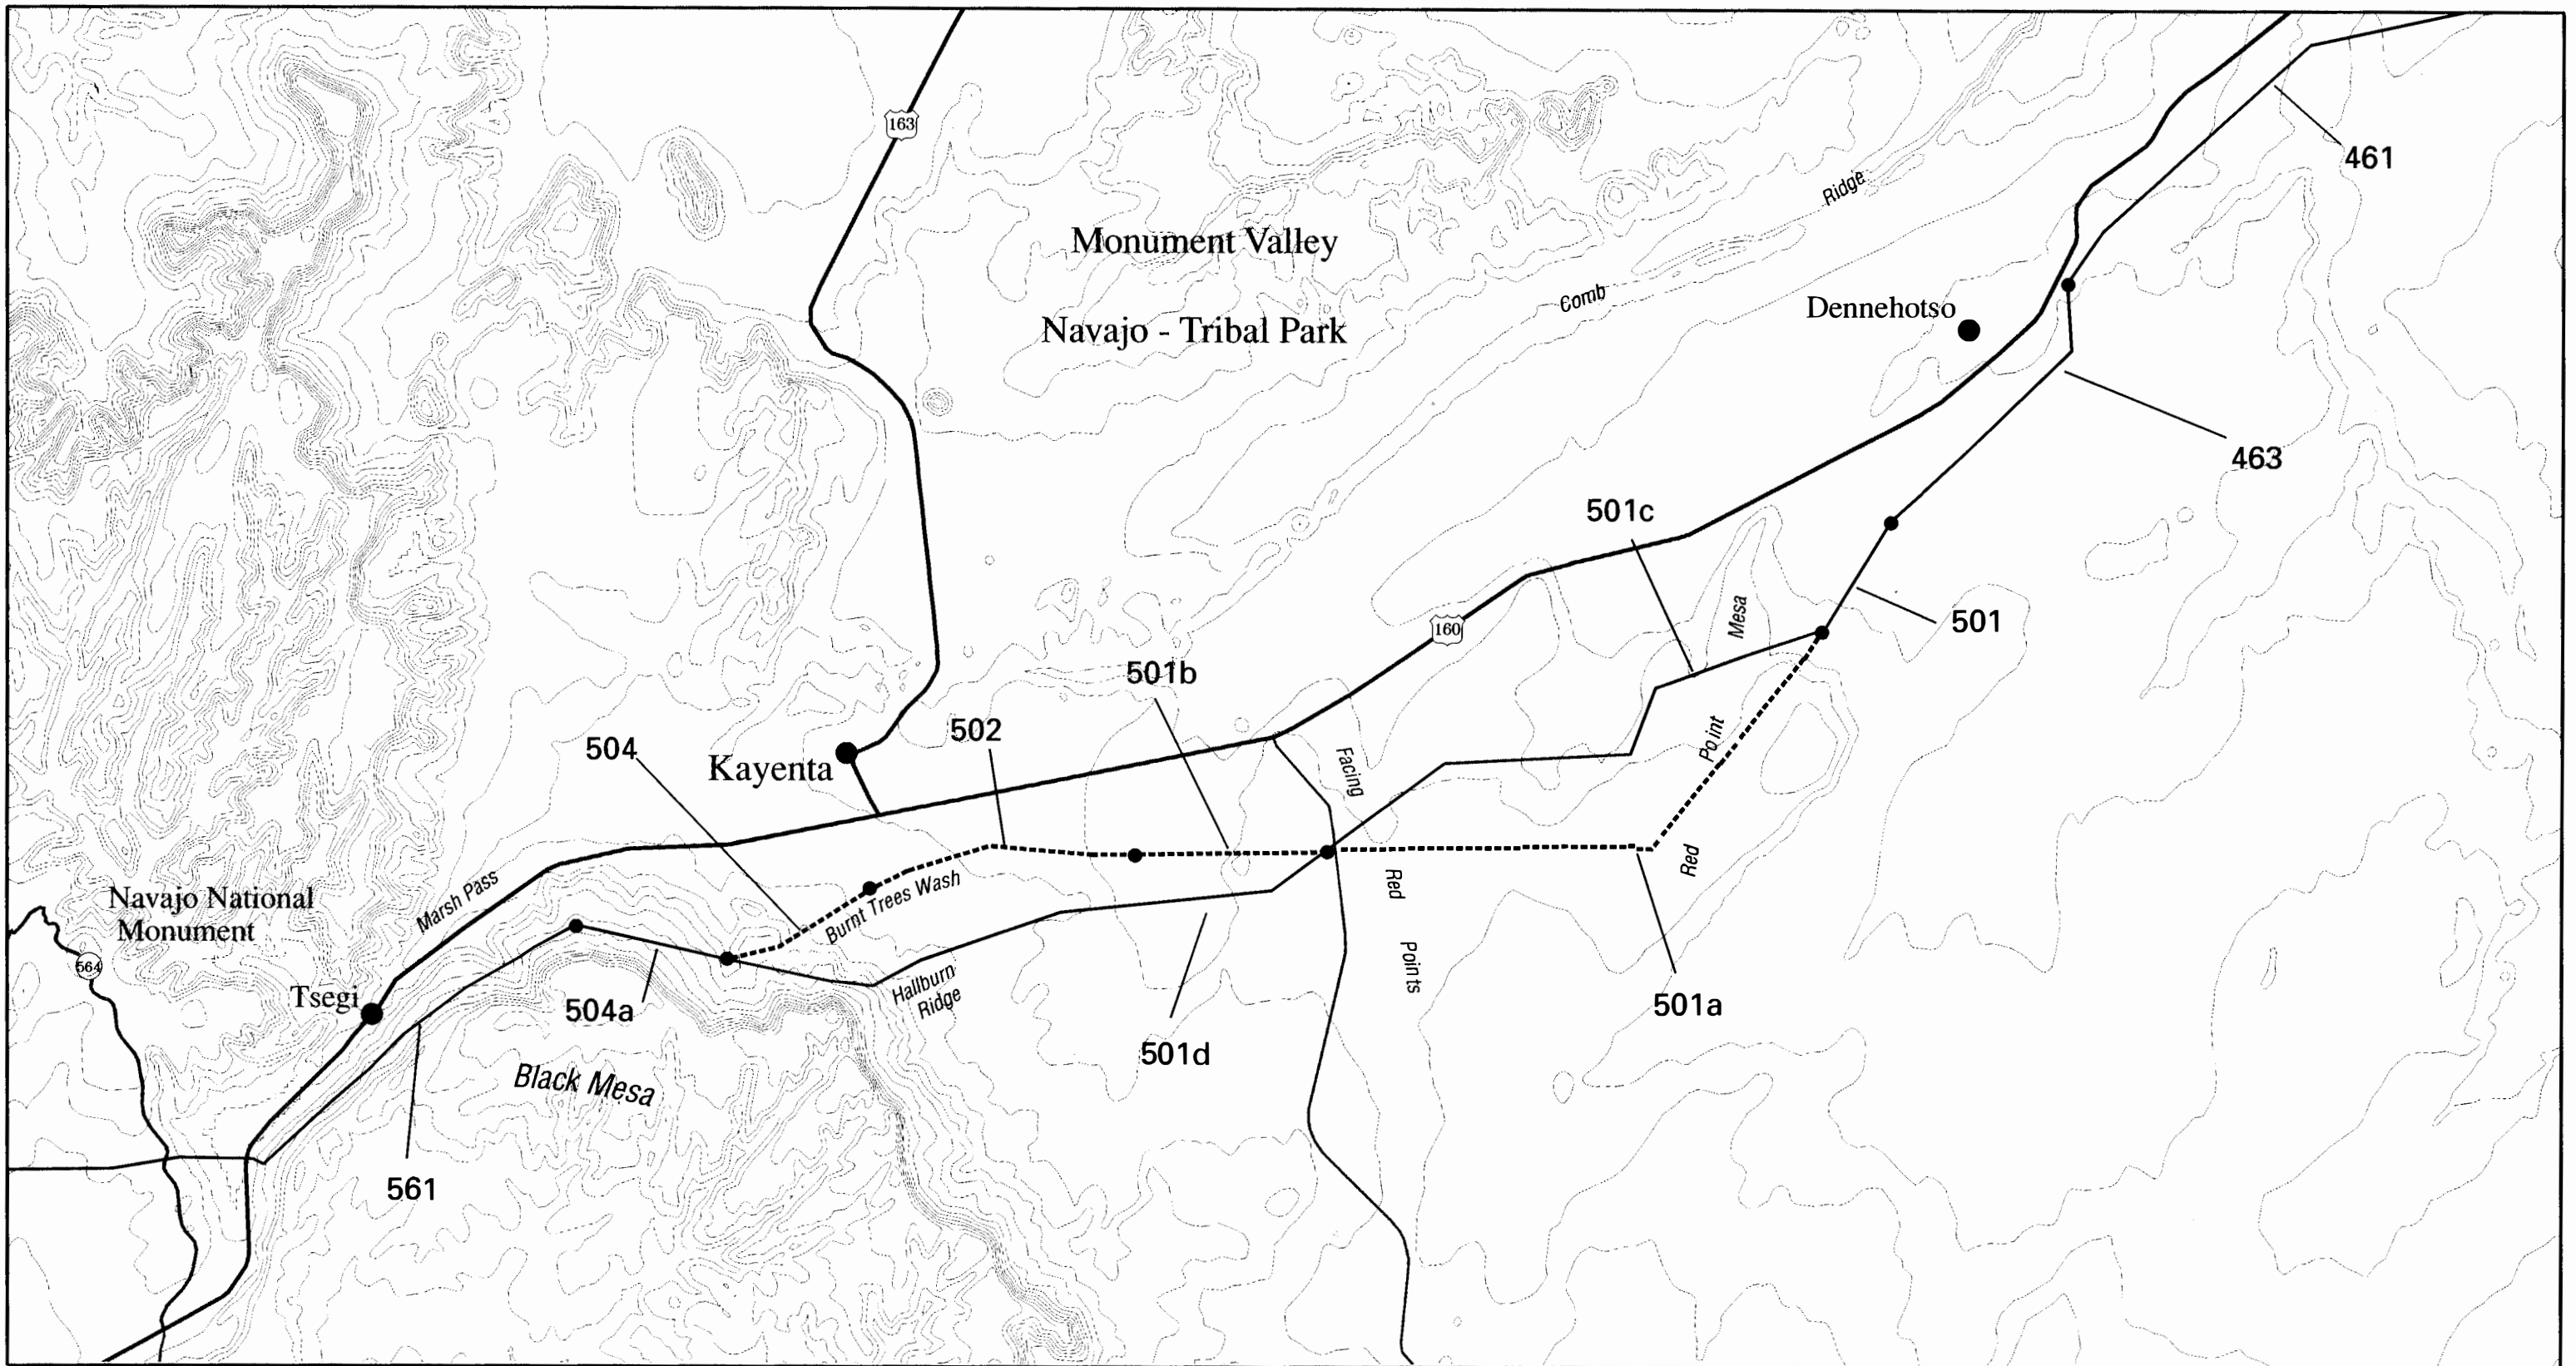 163
461
Ridge
Monument Valley
Comb
Dennehotso
Navajo - Tribal Park
463
501c
Mesa
501
160
501b
Point
502
504
Facing
Kayenta
Red
Red
Marsh Pass
Burnt Trees Wash
Navajo National
Monument
Points
564
Hallburn
Ridge
Tsegi
504a
501a
501d
Black Mesa
561